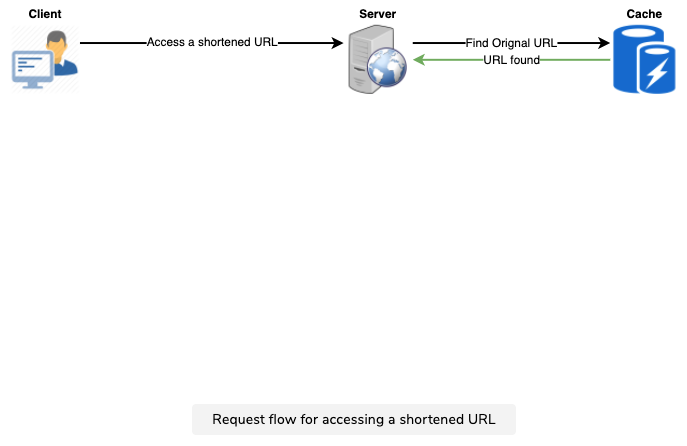 Client
Server
Cache
Access a shortened URL
Find Orignal URL
URL found
Request flow for accessing a shortened URL